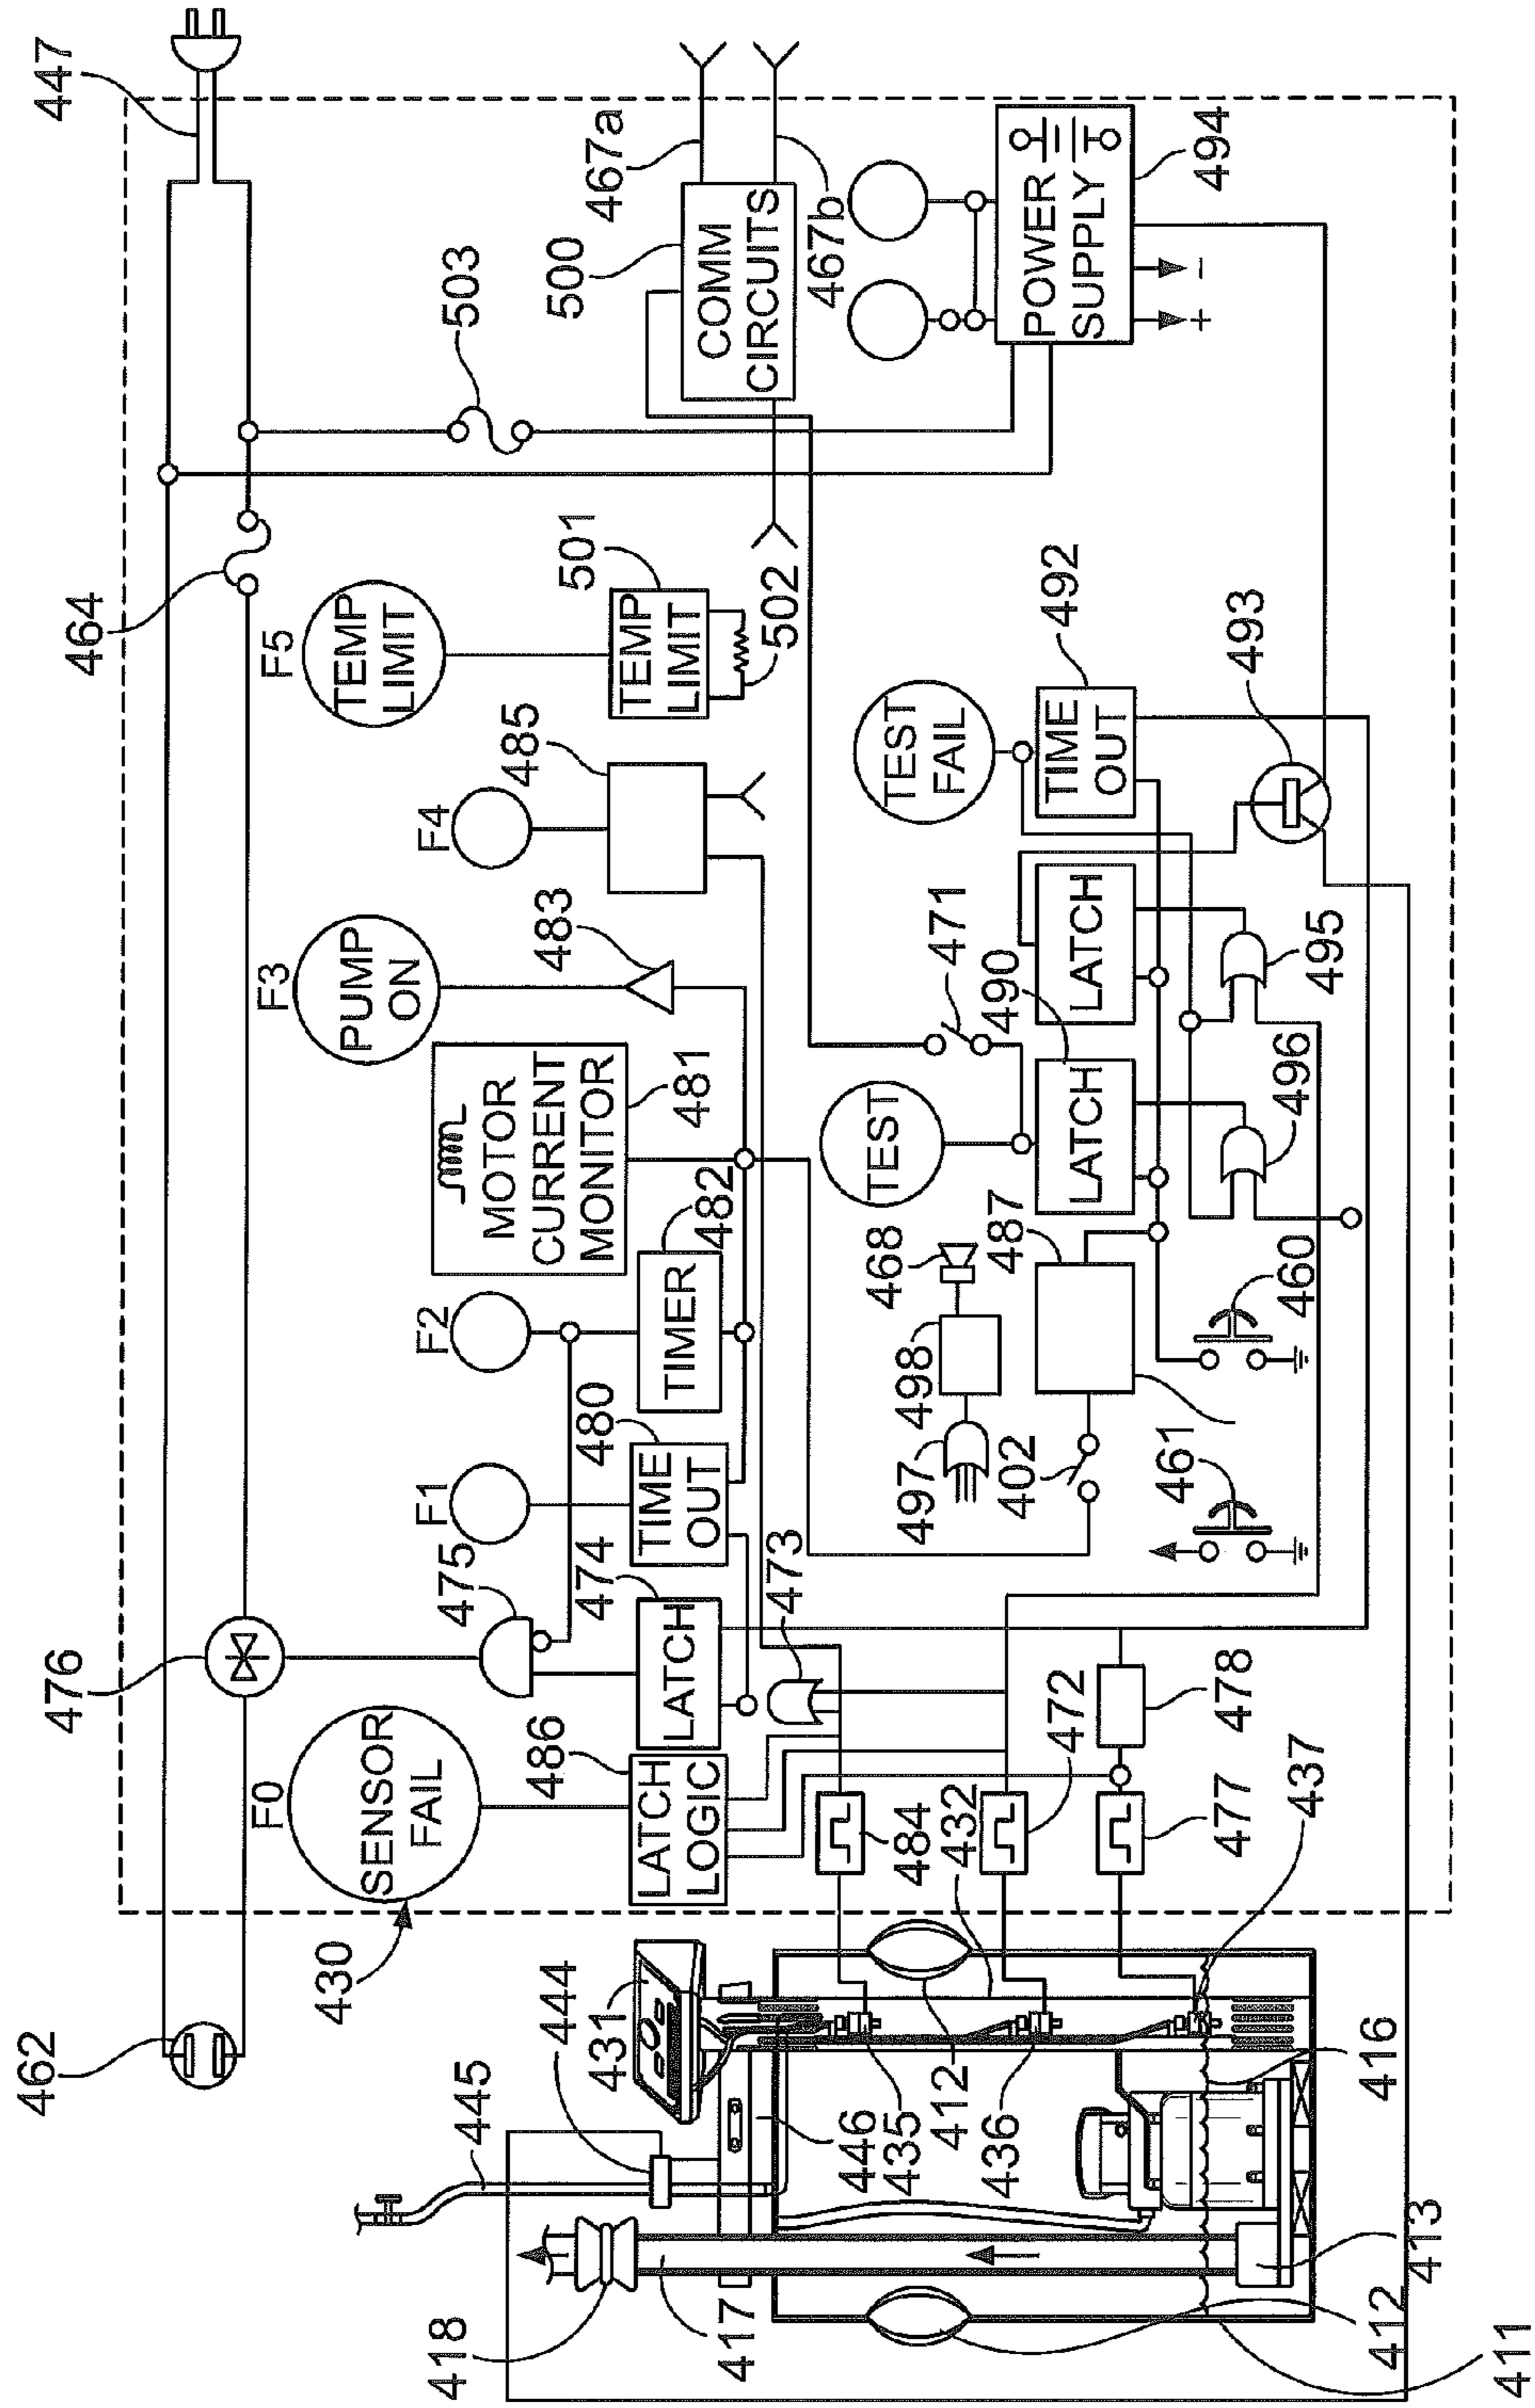 447
464
476
462
F0
SENSOR
FAIL
430
475
F1
F2
F3
PUMP
ON
F4
F5
TEMP
LIMIT
503
MOTOR
CURRENT
MONITOR
481
483
485
TEMP
LIMIT
501
502
500
COMM
CIRCUITS
467a
467b
486
LATCH
LOGIC
474
LATCH
480
TIME
OUT
482
TIMER
473
484
432
472
477
478
437
497
498
468
402
487
461
460
TEST
490
LATCH
471
LATCH
496
495
TEST
FAIL
492
TIME
OUT
493
POWER
SUPPLY
494
+
−
418
445
444
431
417
446
435
412
436
416
413
412
411